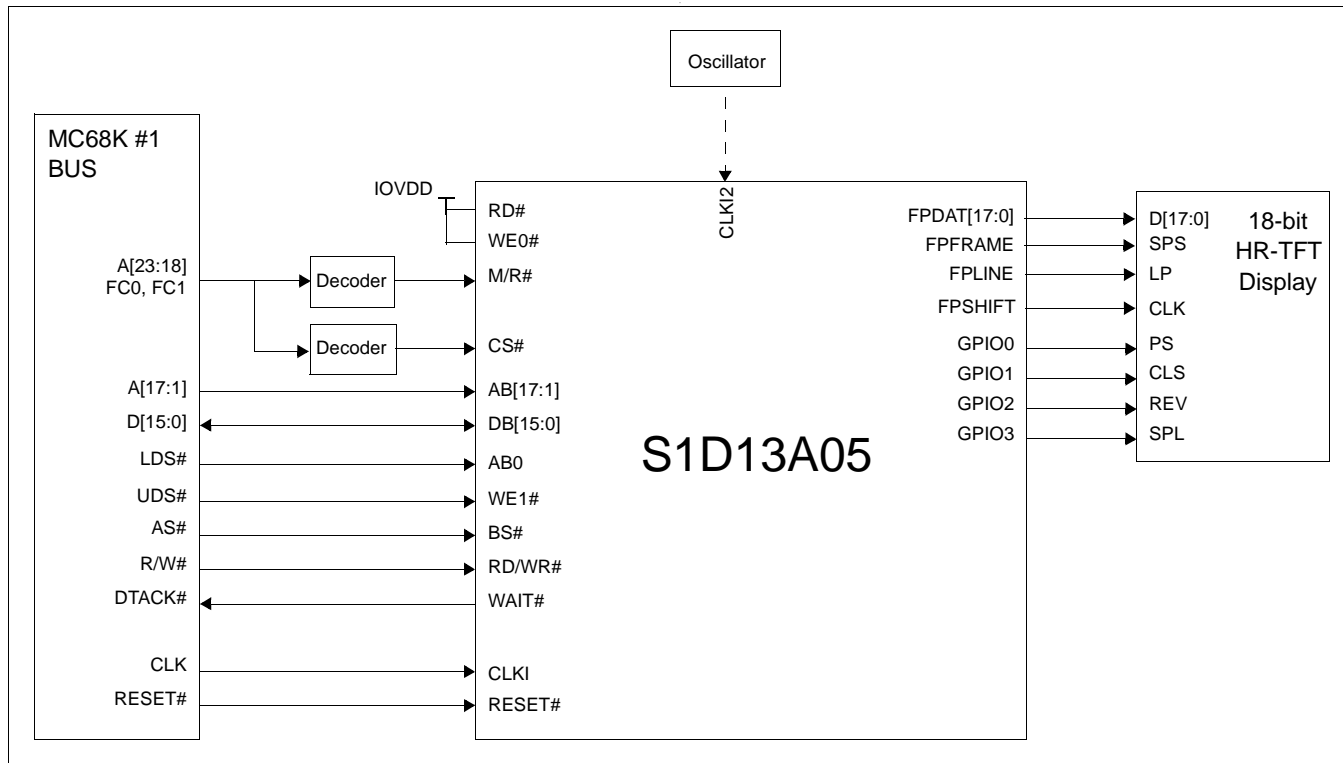 Oscillator
MC68K #1
BUS
A[23:18]
FC0, FC1
A[17:1]
D[15:0]
LDS#
UDS#
AS#
R/W#
DTACK#
CLK
RESET#
IOVDD
Decoder
Decoder
CLKI2
RD#
WE0#
M/R#
CS#
AB[17:1]
DB[15:0]
AB0
WE1#
BS#
RD/WR#
WAIT#
CLKI
RESET#
S1D13A05
FPDAT[17:0]
FPFRAME
FPLINE
FPSHIFT
GPIO0
GPIO1
GPIO2
GPIO3
D[17:0]
SPS
LP
CLK
PS
CLS
REV
SPL
18-bit
HR-TFT
Display